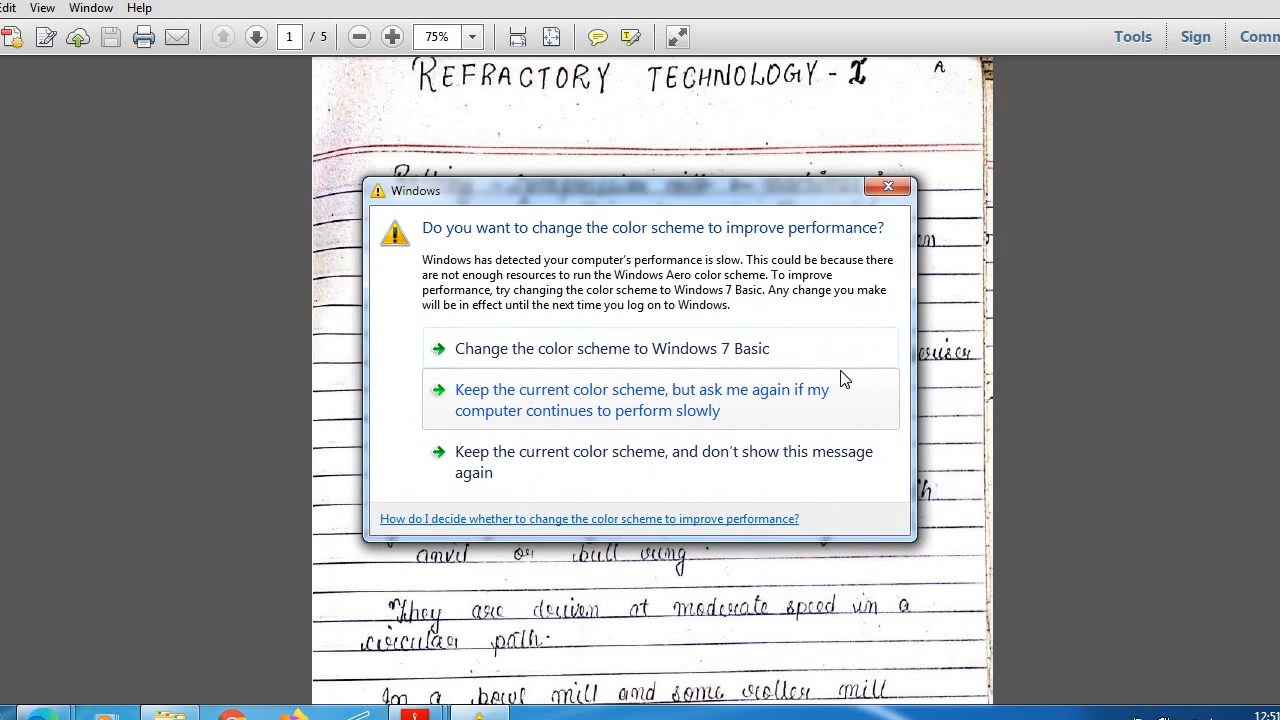 Edit View Window Help
1 / 5 75% Tools Sign Comm
REFRACTORY TECHNOLOGY - I A
Windows
Do you want to change the color scheme to improve performance?
Windows has detected your computer's performance is slow. This could be because there
are not enough resources to run the Windows Aero color scheme. To improve
performance, try changing the color scheme to Windows 7 Basic. Any change you make
will be in effect until the next time you log on to Windows.
Change the color scheme to Windows 7 Basic
Keep the current color scheme, but ask me again if my
computer continues to perform slowly
Keep the current color scheme, and don't show this message
again
How do I decide whether to change the color scheme to improve performance?
anvil or bull ring
They are deriven at moderate speed in a
circular path.
In a bowl mill and some roller mill
12:51